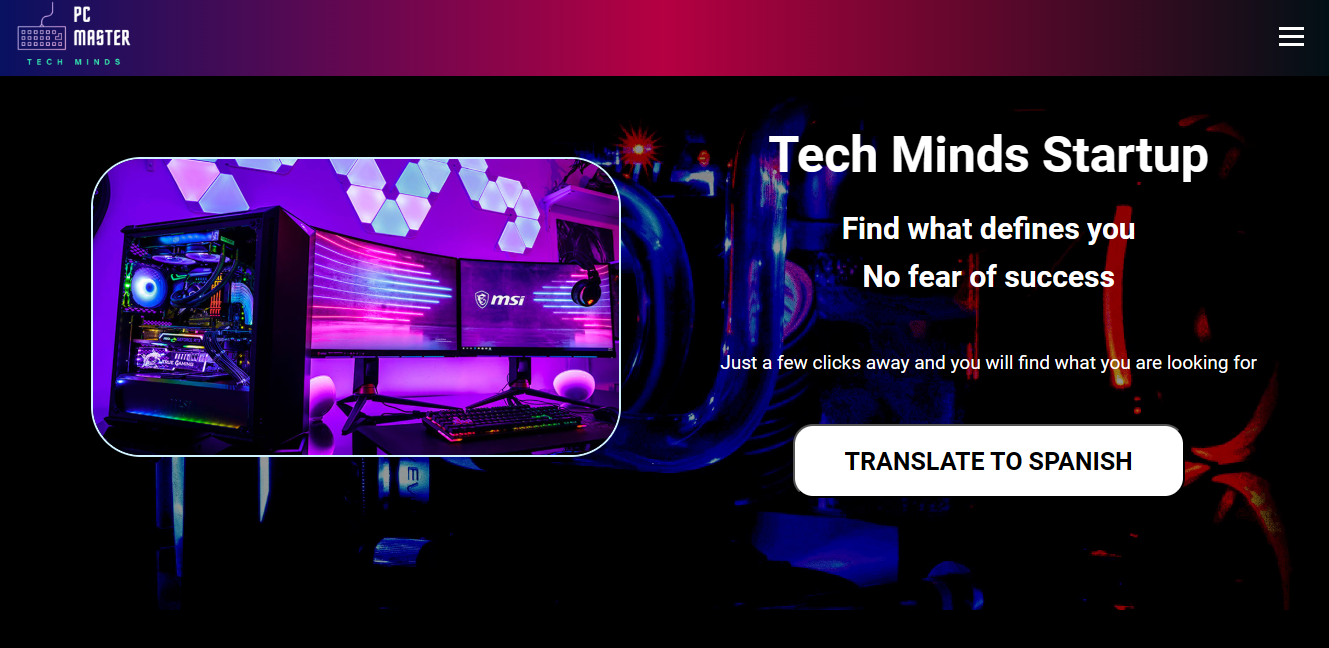 PC
MASTER
TECH MINDS
Tech Minds Startup
Find what defines you
No fear of success
msi
Just a few clicks away and you will find what you are looking for
TRANSLATE TO SPANISH